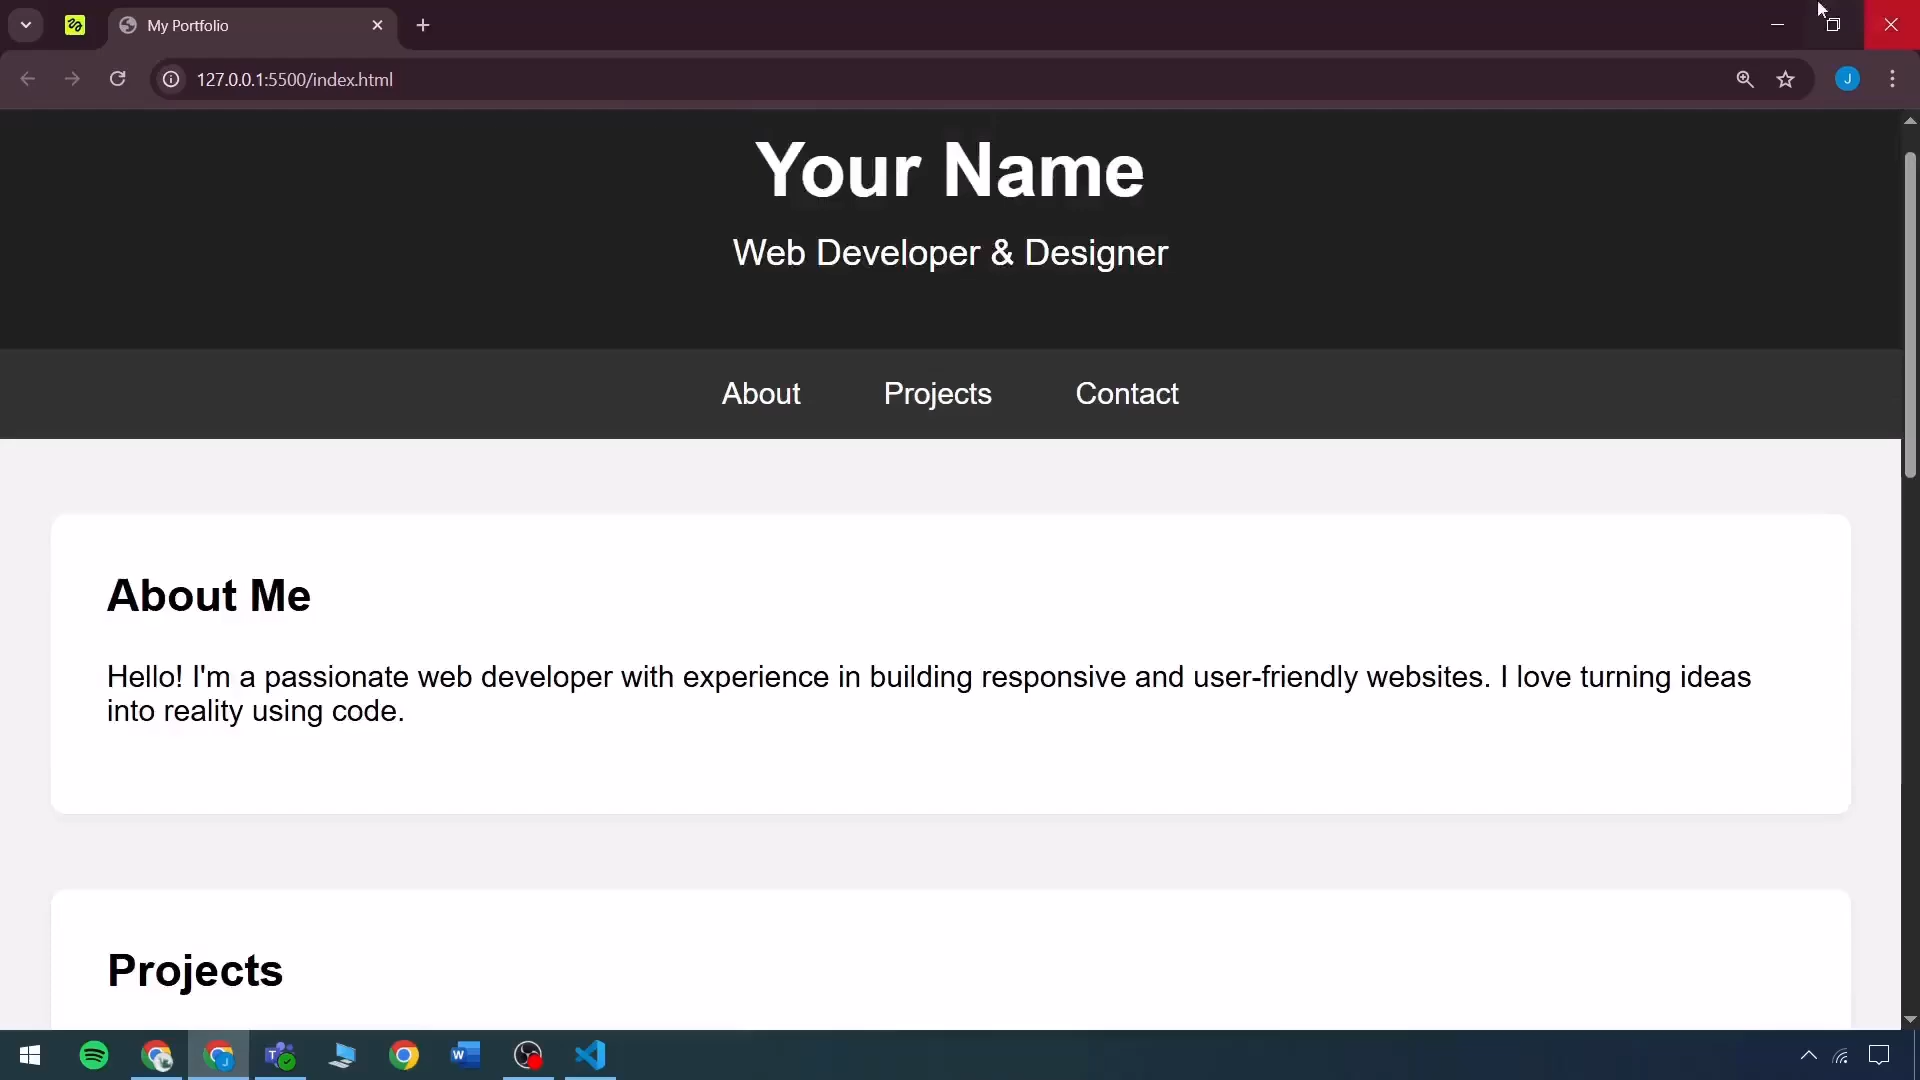 My Portfolio
127.0.0.1:5500/index.html
J
Your Name
Web Developer & Designer
About Projects Contact
About Me
Hello! I'm a passionate web developer with experience in building responsive and user-friendly websites. I love turning ideas
into reality using code.
Projects